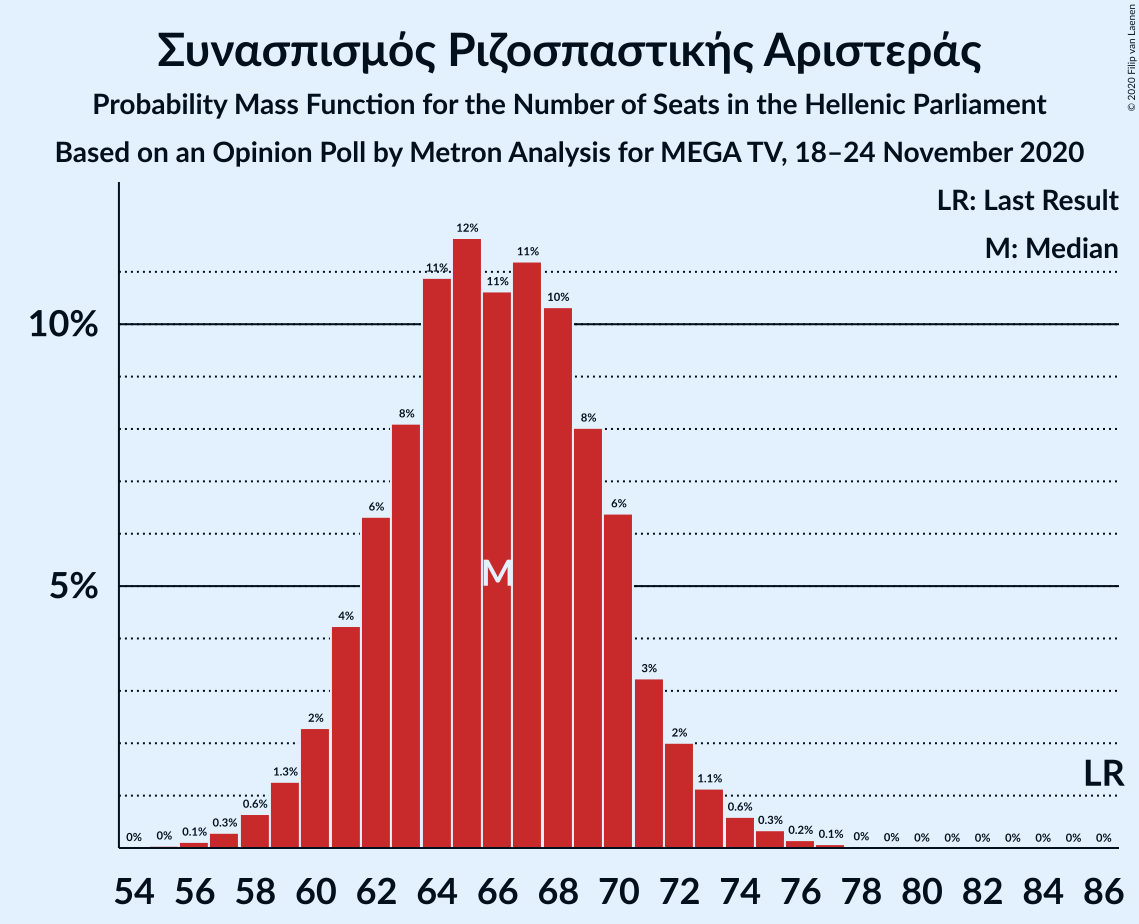 Συνασπισμός Ριζοσπαστικής Αριστεράς
Probability Mass Function for the Number of Seats in the Hellenic Parliament
Based on an Opinion Poll by Metron Analysis for MEGA TV, 18–24 November 2020
© 2020 Filip van Laenen
LR: Last Result
M: Median
10%
5%
0% 0% 0.1% 0.3% 0.6% 1.3% 2% 4% 6% 8% 11% 12% 11% 11% 10% 8% 6% 3% 2% 1.1% 0.6% 0.3% 0.2% 0.1% 0% 0% 0% 0% 0% 0% 0% 0% 0%
M
LR
54 56 58 60 62 64 66 68 70 72 74 76 78 80 82 84 86